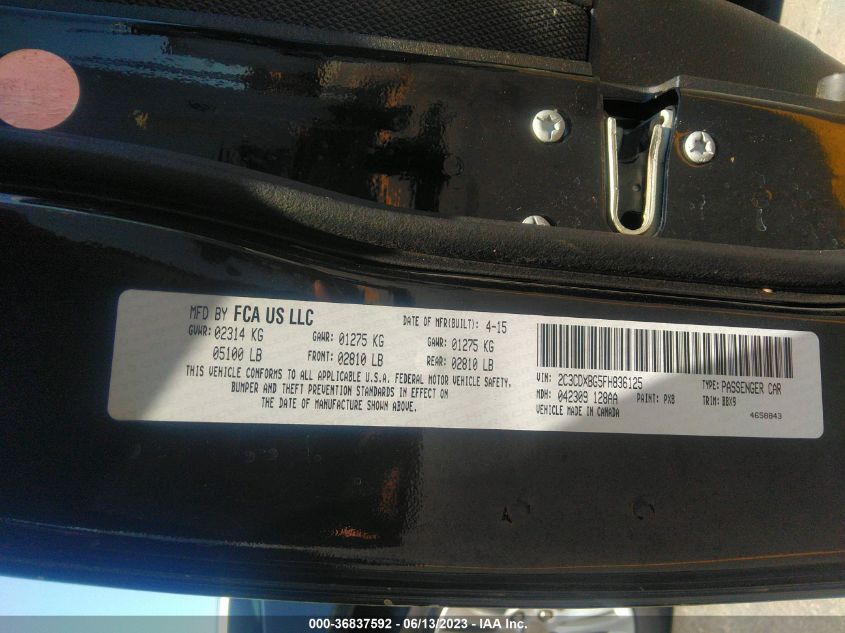 MFD BY FCA US LLC
DATE OF MFR(BUILT): 4-15
GVWR: 02314 KG
GAWR: 01275 KG
GAWR: 01275 KG
05100 LB
FRONT: 02810 LB
REAR: 02810 LB
THIS VEHICLE CONFORMS TO ALL APPLICABLE U.S.A. FEDERAL MOTOR VEHICLE SAFETY,
BUMPER AND THEFT PREVENTION STANDARDS IN EFFECT ON
THE DATE OF MANUFACTURE SHOWN ABOVE.
VIN: 2C3CDXBG5FH836125
TYPE: PASSENGER CAR
MDH: 042309 128AA
PAINT: PX8
TRIM: BBX9
VEHICLE MADE IN CANADA
4658843
000-36837592 - 06/13/2023 - IAA Inc.